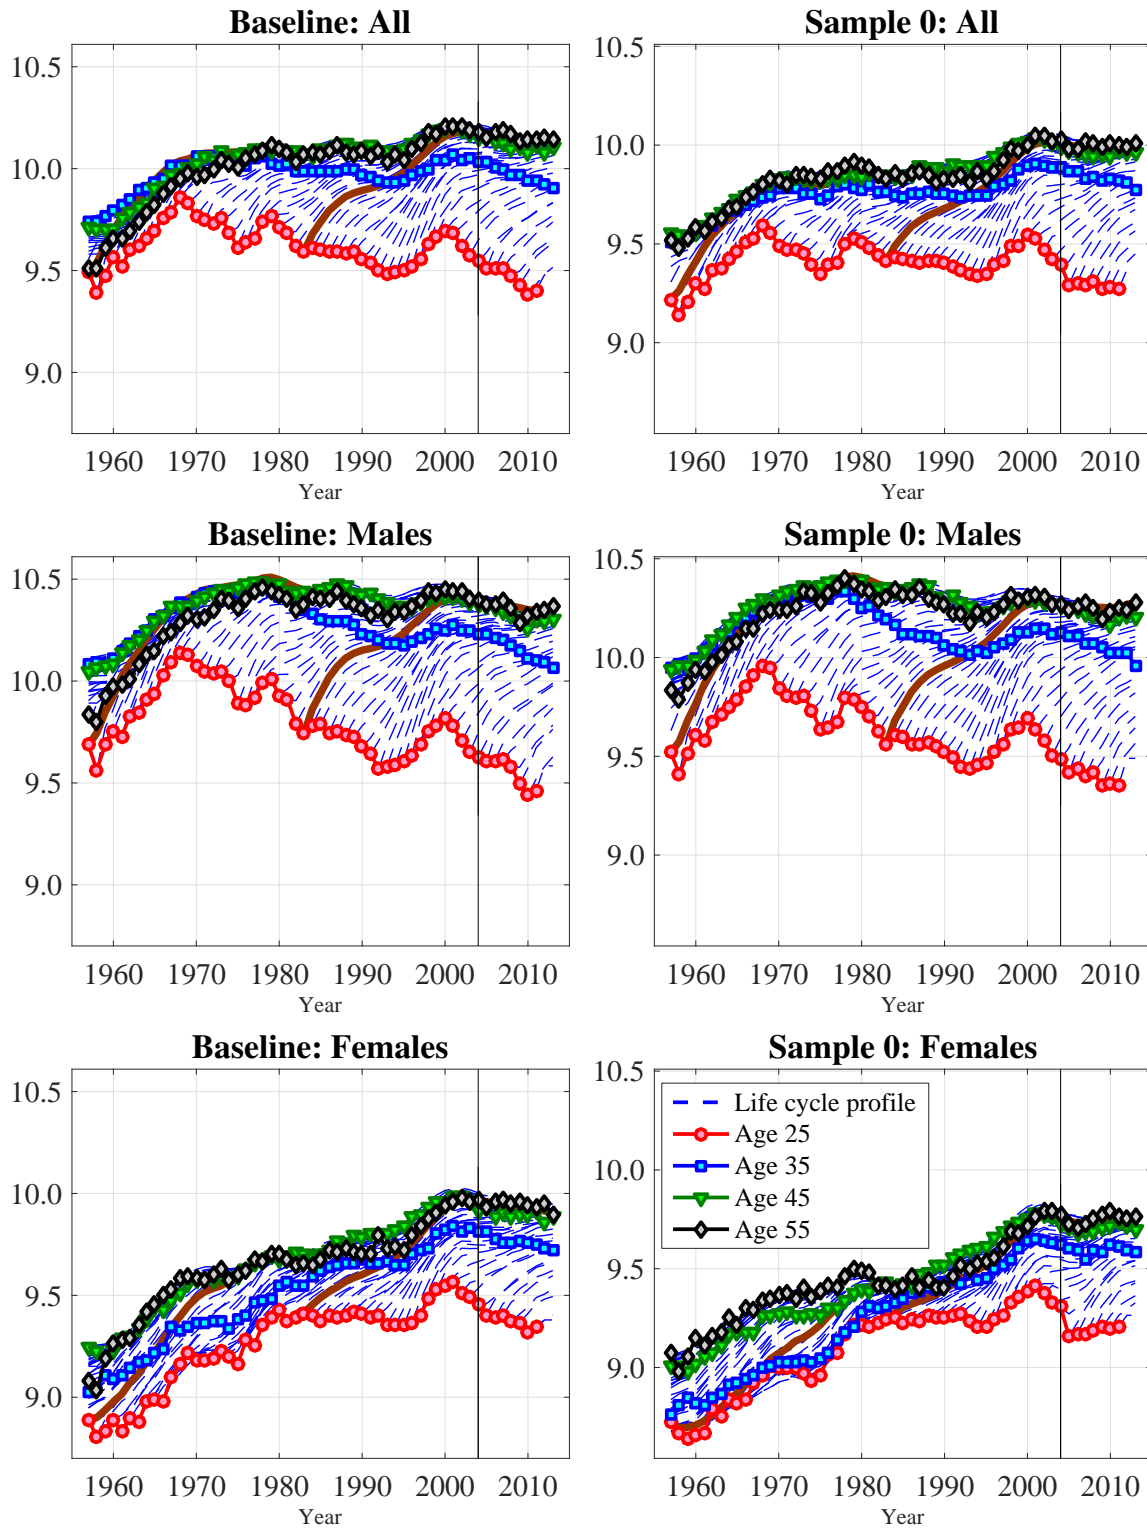 Baseline: All
10.5
10.0
9.5
9.0
1960 1970 1980 1990 2000 2010
Year
Sample 0: All
10.5
10.0
9.5
9.0
1960 1970 1980 1990 2000 2010
Year
Baseline: Males
10.5
10.0
9.5
9.0
1960 1970 1980 1990 2000 2010
Year
Sample 0: Males
10.5
10.0
9.5
9.0
1960 1970 1980 1990 2000 2010
Year
Baseline: Females
10.5
10.0
9.5
9.0
1960 1970 1980 1990 2000 2010
Year
Sample 0: Females
10.5
10.0
9.5
9.0
Life cycle profile
Age 25
Age 35
Age 45
Age 55
1960 1970 1980 1990 2000 2010
Year